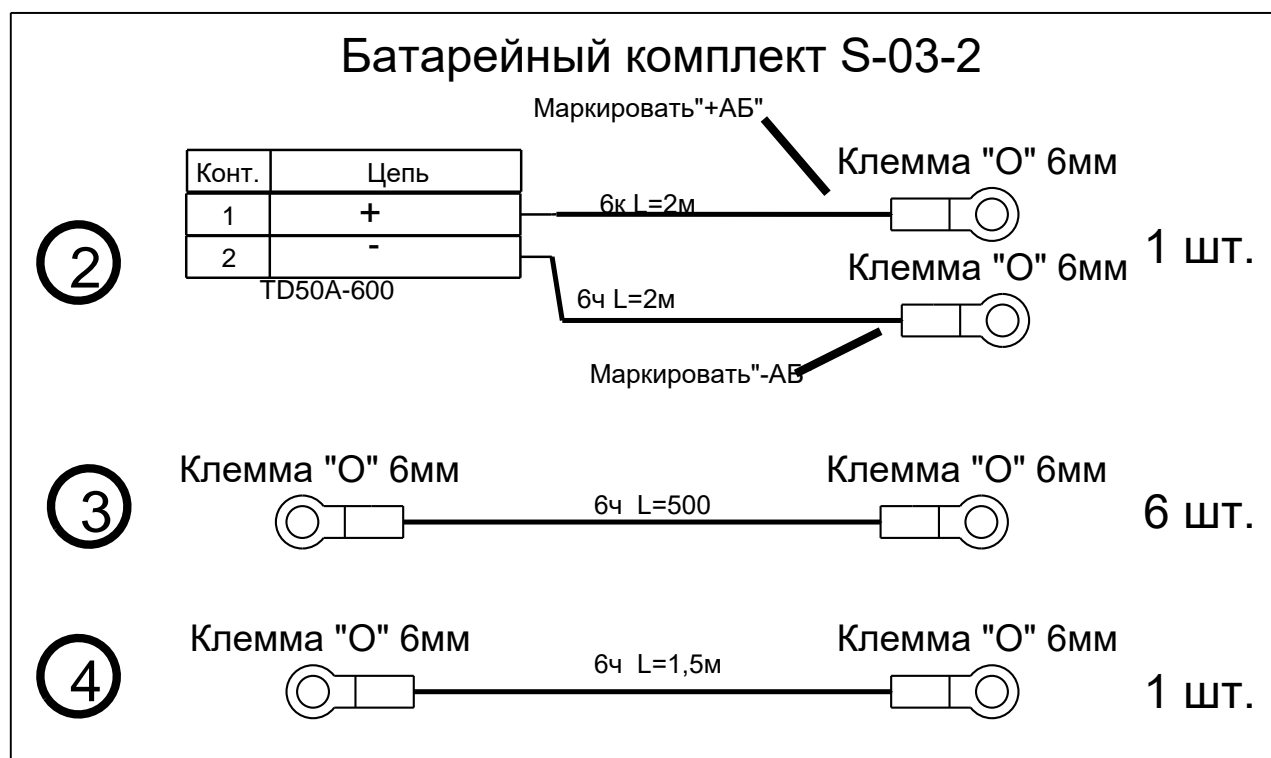 Батарейный комплект S-03-2
Маркировать"+АБ"
Клемма "О" 6мм
Конт. Цепь
1 +
6к L=2м
2 -
TD50A-600
2
1 шт.
Клемма "О" 6мм
6ч L=2м
Маркировать"-АБ
Клемма "О" 6мм
Клемма "О" 6мм
3
6ч L=500
6 шт.
Клемма "О" 6мм
Клемма "О" 6мм
4
6ч L=1,5м
1 шт.